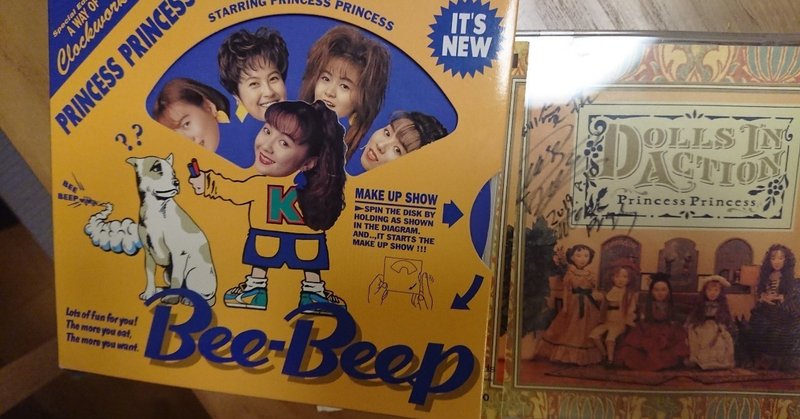 Special Ed
A WAY OF
Clockwork
PRINCESS PRINCESS
STARRING PRINCESS PRINCESS
IT'S
NEW
??
BEE
BEEP
K
MAKE UP SHOW
SPIN THE DISK BY
HOLDING AS SHOWN
IN THE DIAGRAM.
AND...IT STARTS THE
MAKE UP SHOW !!!
Lots of fun for you!
The more you eat,
The more you want.
Bee-Beep
DOLLS IN
ACTION
Princess Princess